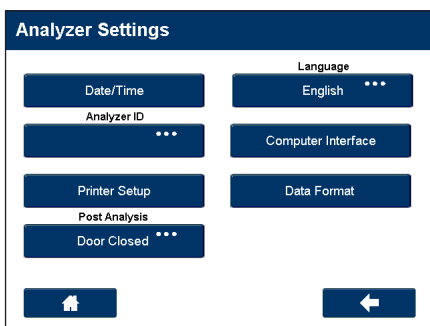 Analyzer Settings
Language
Date/Time
English
Analyzer ID
Computer Interface
Printer Setup
Data Format
Post Analysis
Door Closed